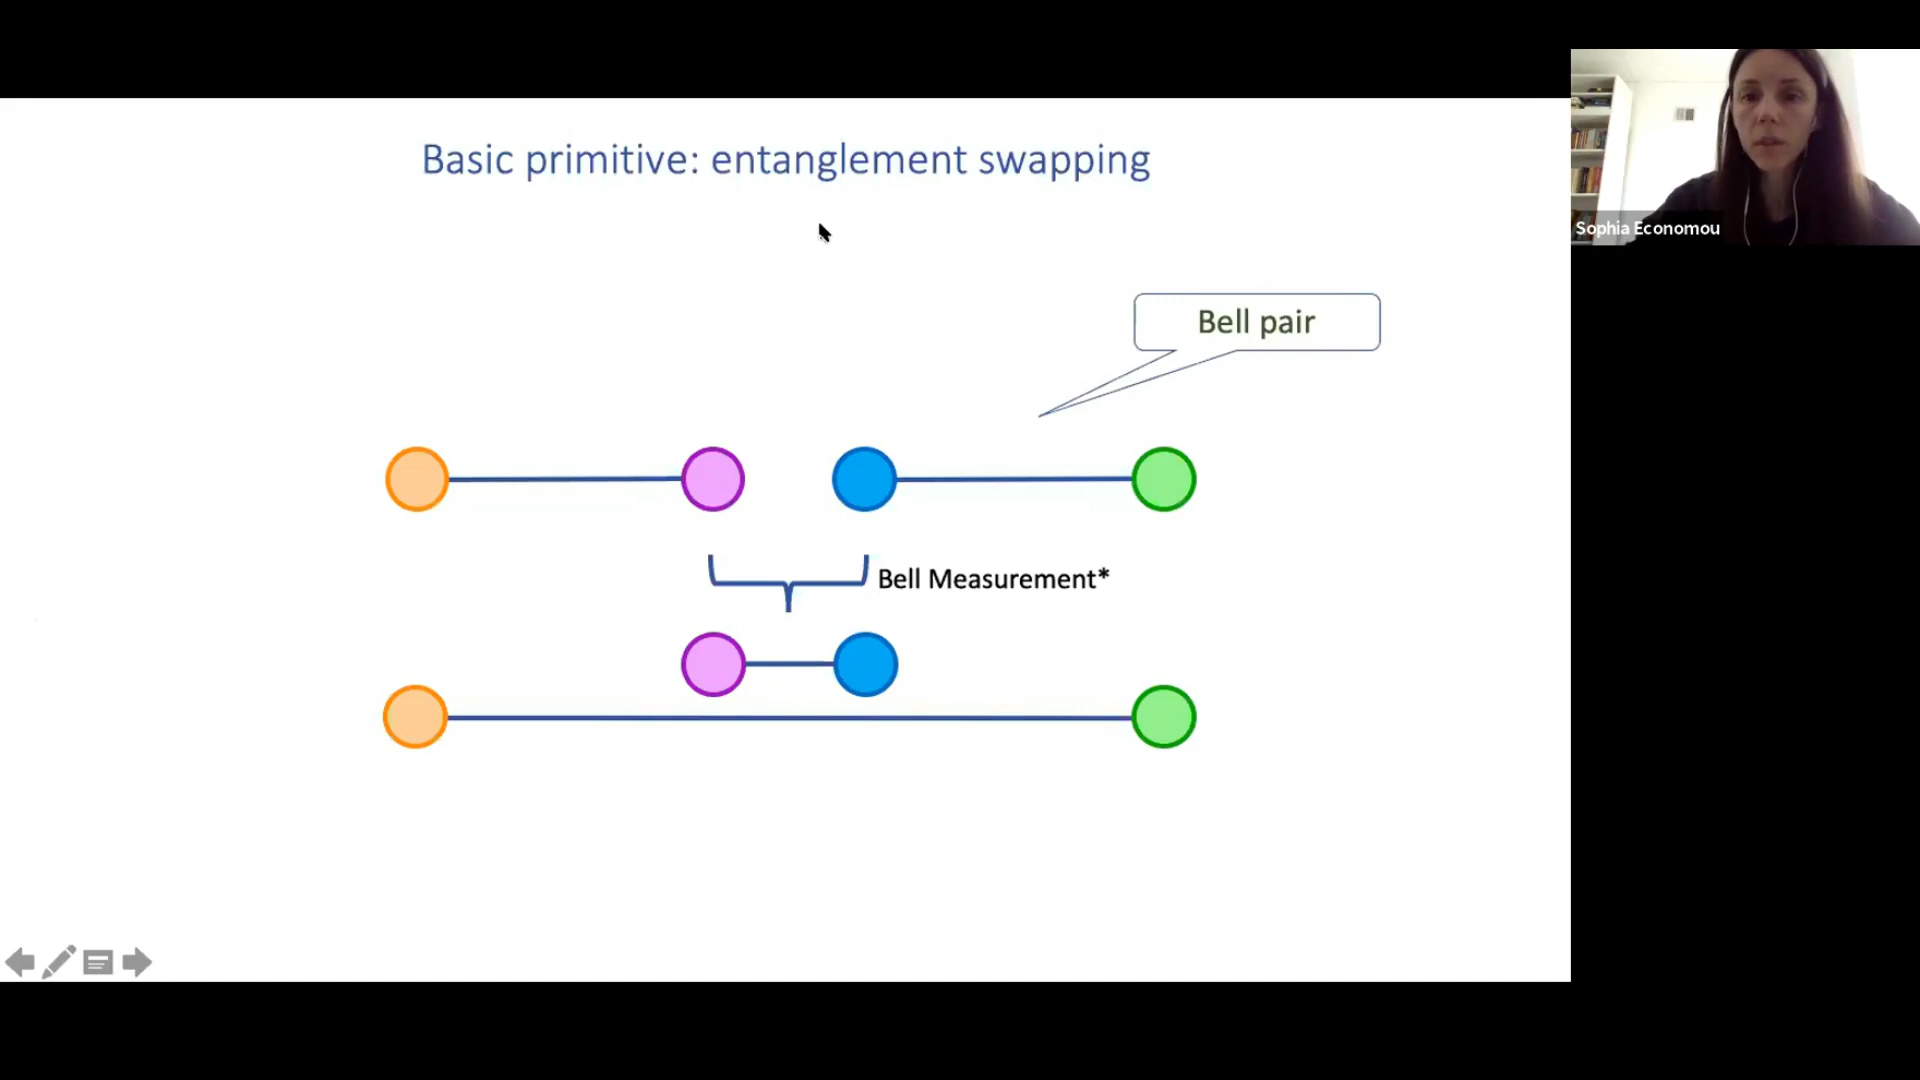 Basic primitive: entanglement swapping
Sophia Economou
Bell pair
Bell Measurement*